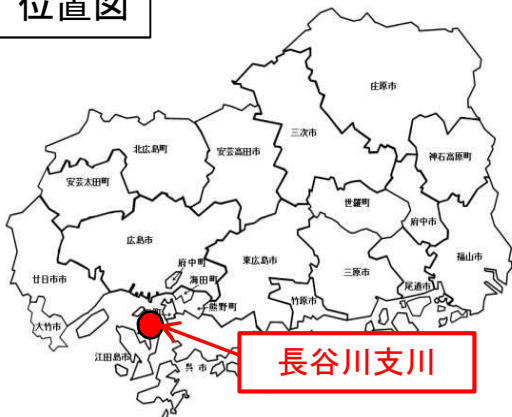 位置図
庄原市
三次市
北広島町
安芸高田市
神石高原町
安芸太田町
世羅町
府中市
広島市
府中町
東広島市
三原市
福山市
廿日市市
海田町
尾道市
竹原市
熊野町
町
大竹市
江田島市
呉市
長谷川支川